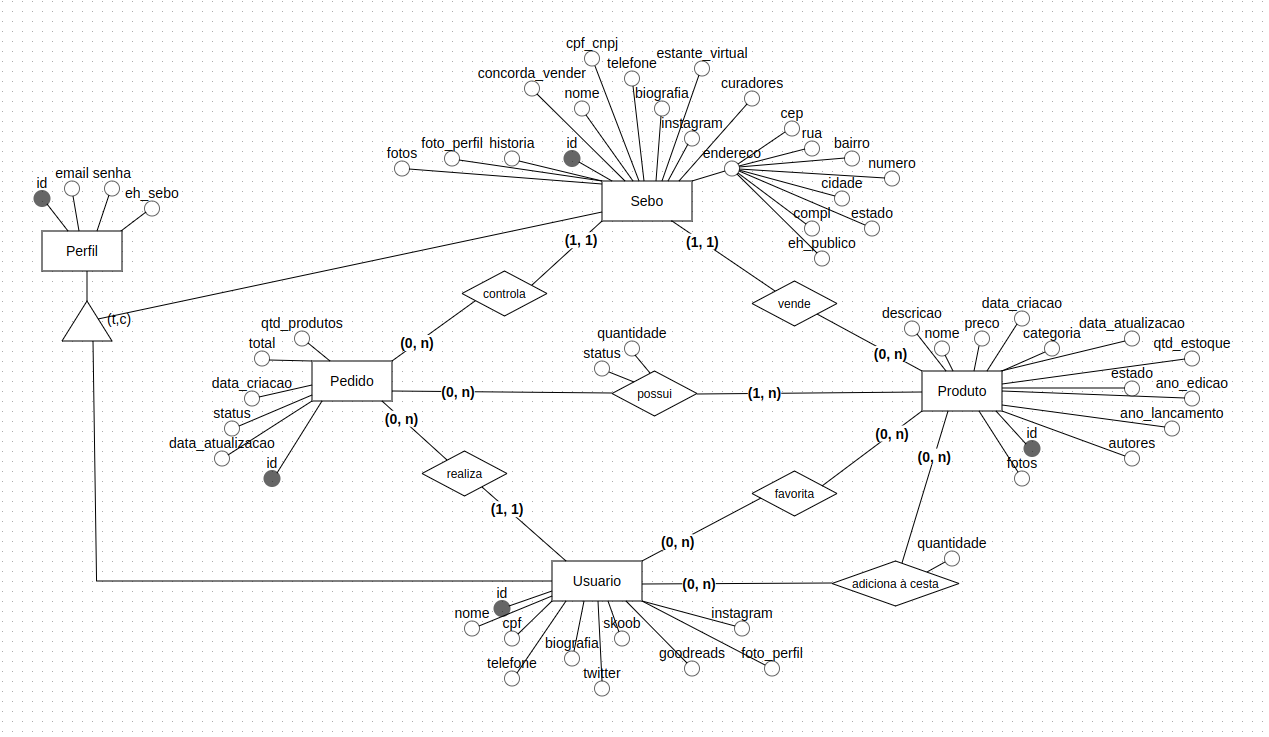 cpf_cnpj
estante_virtual
telefone
concorda_vender
curadores
nome
biografia
cep
instagram
rua
foto_perfil
historia
id
bairro
fotos
endereco
numero
cidade
compl
estado
eh_publico
Sebo
id
email
senha
eh_sebo
Perfil
(t,c)
(1, 1)
(1, 1)
controla
vende
(0, n)
(0, n)
qtd_produtos
total
data_criacao
status
data_atualizacao
id
Pedido
quantidade
status
possui
(0, n)
(1, n)
data_criacao
descricao
nome
preco
categoria
data_atualizacao
qtd_estoque
estado
ano_edicao
ano_lancamento
autores
id
fotos
Produto
(0, n)
realiza
(1, 1)
(0, n)
(0, n)
favorita
(0, n)
quantidade
adiciona à cesta
(0, n)
Usuario
id
nome
cpf
telefone
biografia
twitter
skoob
goodreads
instagram
foto_perfil